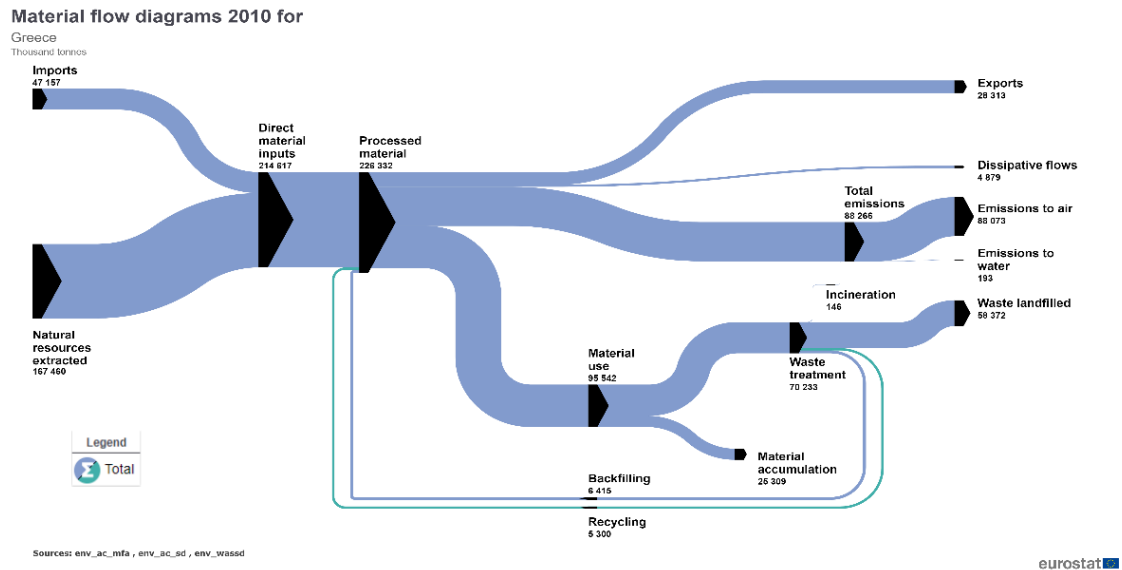 Material flow diagrams 2010 for
Greece
Thousand tonnes
Imports
47 157
Direct
material
inputs
214 617
Processed
material
226 332
Exports
28 313
Dissipative flows
4 879
Total
emissions
88 266
Emissions to air
88 073
Emissions to
water
193
Incineration
146
Waste landfilled
58 372
Natural
resources
extracted
167 460
Material
use
95 542
Waste
treatment
70 233
Legend
Total
Material
accumulation
25 309
Backfilling
6 415
Recycling
5 300
Sources: env_ac_mfa , env_ac_sd , env_wassd
eurostat